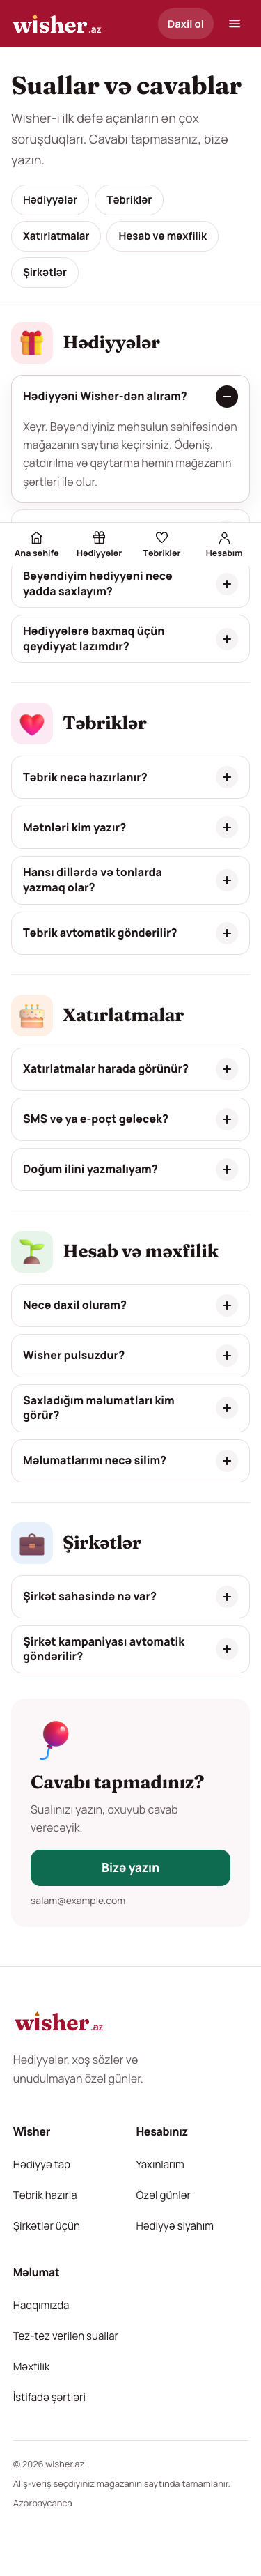 wisher.az
Daxil ol
Suallar və cavablar
Wisher-i ilk dəfə açanların ən çox
soruşduqları. Cavabı tapmasanız, bizə
yazın.
Hədiyyələr
Təbriklər
Xatırlatmalar
Hesab və məxfilik
Şirkətlər
Hədiyyələr
Hədiyyəni Wisher-dən alıram?
Xeyr. Bəyəndiyiniz məhsulun səhifəsindən
mağazanın saytına keçirsiniz. Ödəniş,
çatdırılma və qaytarma həmin mağazanın
şərtləri ilə olur.
Ana səhifə
Hədiyyələr
Təbriklər
Hesabım
Bəyəndiyim hədiyyəni necə
yadda saxlayım?
Hədiyyələrə baxmaq üçün
qeydiyyat lazımdır?
Təbriklər
Təbrik necə hazırlanır?
Mətnləri kim yazır?
Hansı dillərdə və tonlarda
yazmaq olar?
Təbrik avtomatik göndərilir?
Xatırlatmalar
Xatırlatmalar harada görünür?
SMS və ya e-poçt gələcək?
Doğum ilini yazmalıyam?
Hesab və məxfilik
Necə daxil oluram?
Wisher pulsuzdur?
Saxladığım məlumatları kim
görür?
Məlumatlarımı necə silim?
Şirkətlər
Şirkət sahəsində nə var?
Şirkət kampaniyası avtomatik
göndərilir?
Cavabı tapmadınız?
Sualınızı yazın, oxuyub cavab
verəcəyik.
Bizə yazın
salam@example.com
wisher.az
Hədiyyələr, xoş sözlər və
unudulmayan özəl günlər.
Wisher
Hesabınız
Hədiyyə tap
Yaxınlarım
Təbrik hazırla
Özəl günlər
Şirkətlər üçün
Hədiyyə siyahım
Məlumat
Haqqımızda
Tez-tez verilən suallar
Məxfilik
İstifadə şərtləri
© 2026 wisher.az
Alış-veriş seçdiyiniz mağazanın saytında tamamlanır.
Azərbaycanca